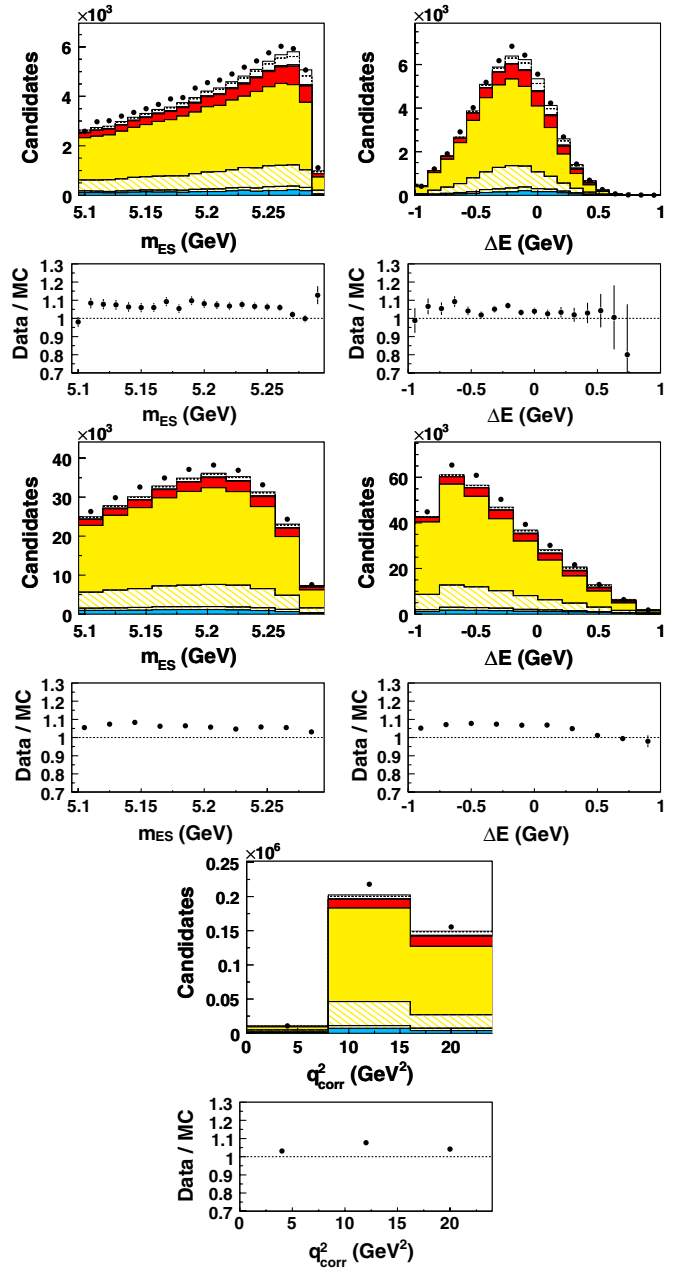 ×10³ ×10³
Candidates 6 4 2 0 Candidates 6 4 2 0
5.1 5.15 5.2 5.25 -1 -0.5 0 0.5 1
m_ES (GeV) ΔE (GeV)
Data / MC 1.3 1.2 1.1 1 0.9 0.8 0.7 Data / MC 1.3 1.2 1.1 1 0.9 0.8 0.7
5.1 5.15 5.2 5.25 -1 -0.5 0 0.5 1
m_ES (GeV) ΔE (GeV)
×10³ ×10³
Candidates 40 30 20 10 0 Candidates 60 40 20 0
5.1 5.15 5.2 5.25 -1 -0.5 0 0.5 1
m_ES (GeV) ΔE (GeV)
Data / MC 1.3 1.2 1.1 1 0.9 0.8 0.7 Data / MC 1.3 1.2 1.1 1 0.9 0.8 0.7
5.1 5.15 5.2 5.25 -1 -0.5 0 0.5 1
m_ES (GeV) ΔE (GeV)
×10⁶
Candidates 0.25 0.2 0.15 0.1 0.05 0
0 5 10 15 20
q²_corr (GeV²)
Data / MC 1.3 1.2 1.1 1 0.9 0.8 0.7
0 5 10 15 20
q²_corr (GeV²)